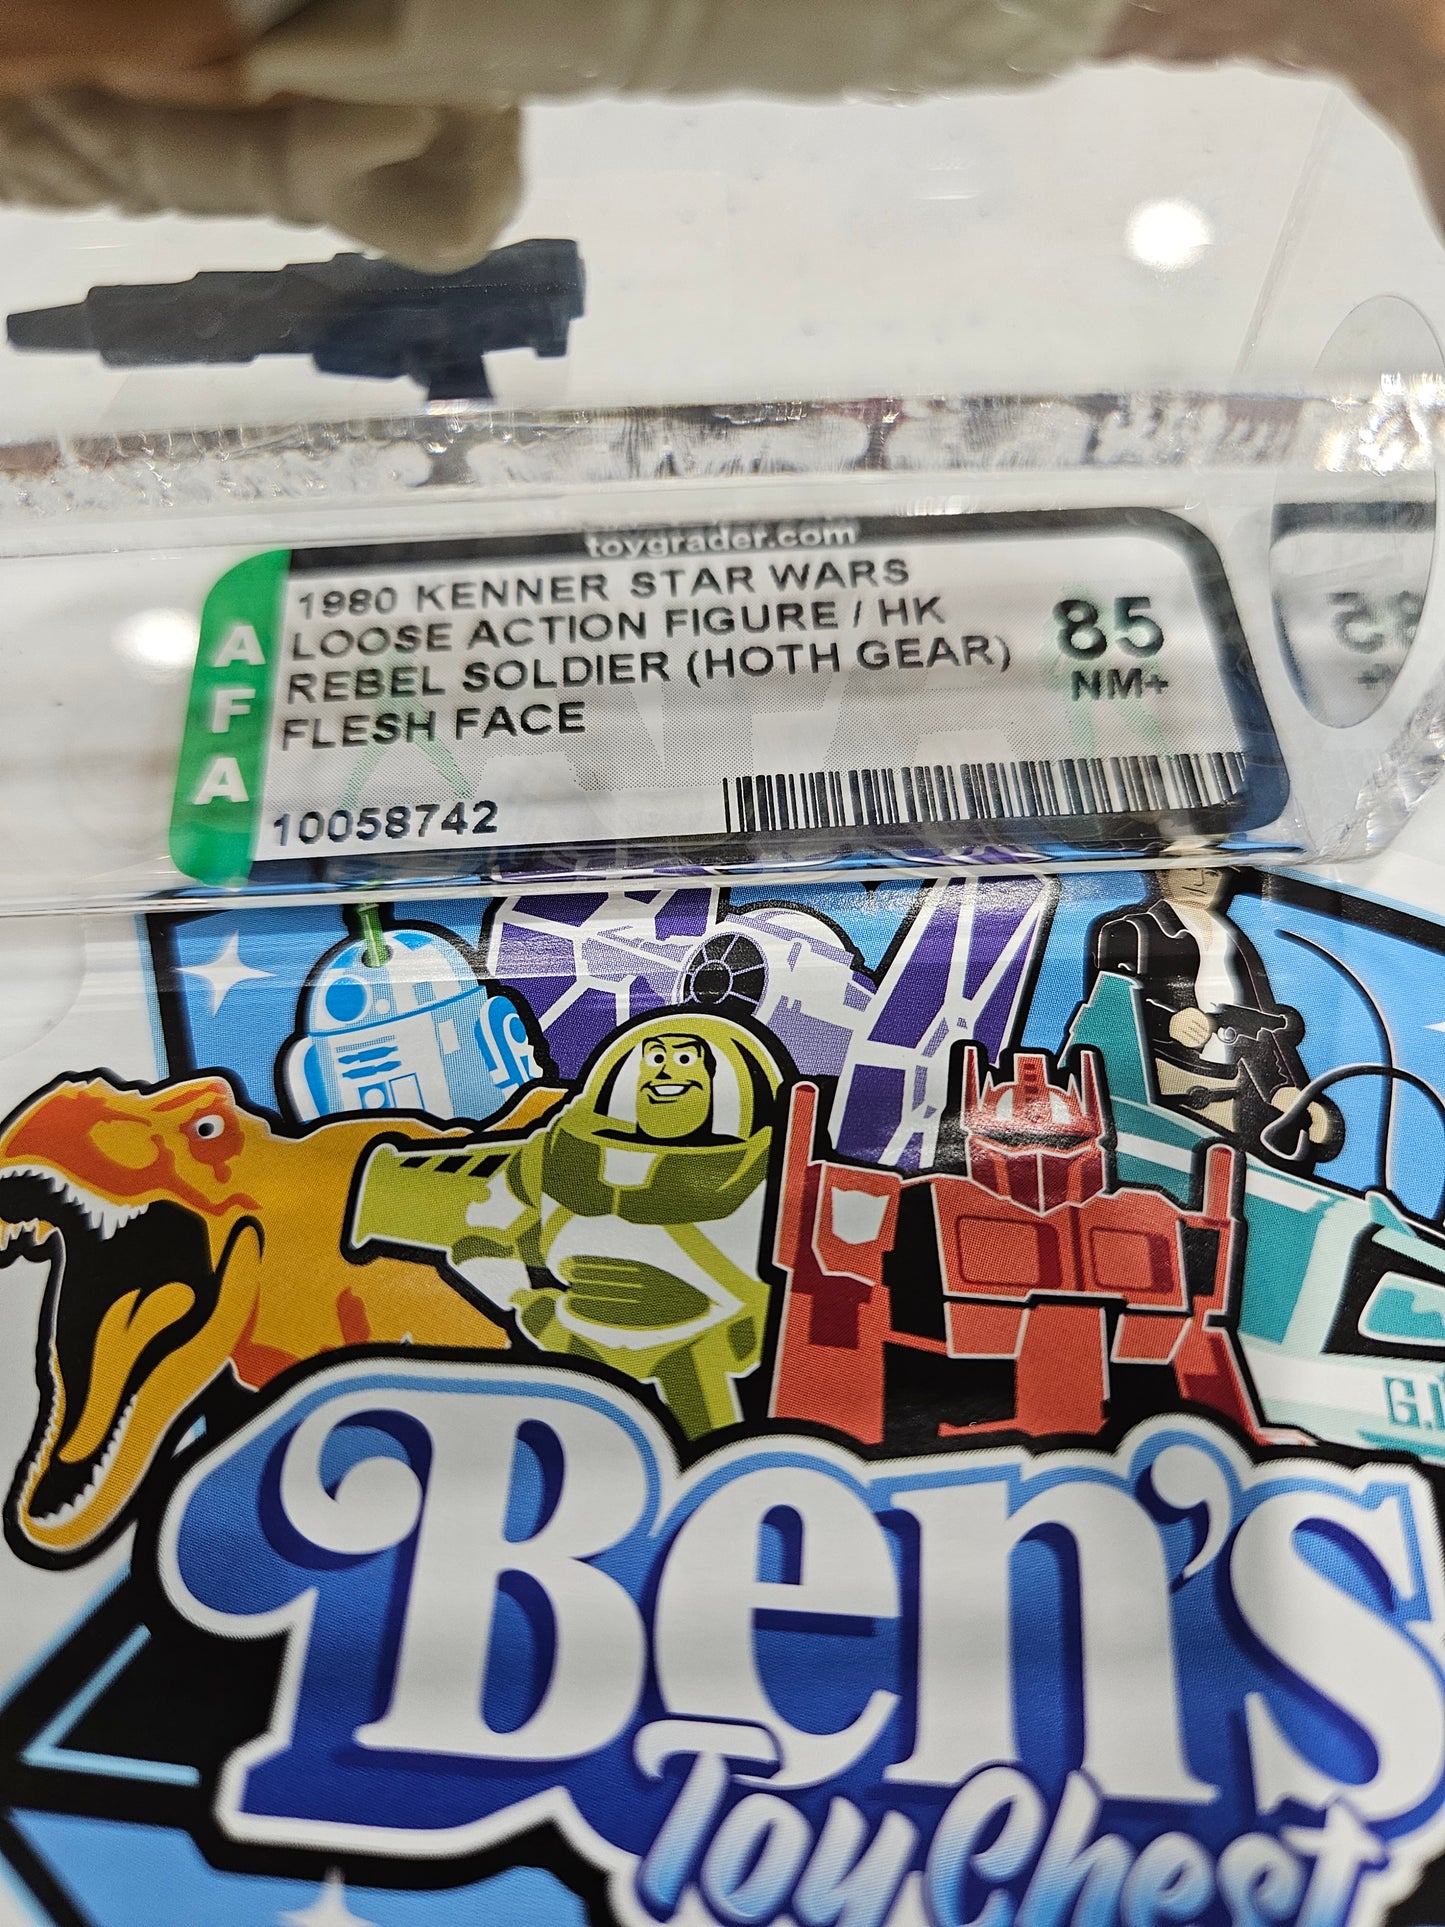 toygrader.com
AFA
1980 KENNER STAR WARS
LOOSE ACTION FIGURE / HK
REBEL SOLDIER (HOTH GEAR)
FLESH FACE
85
NM+
10058742
Ben's
Toy Chest